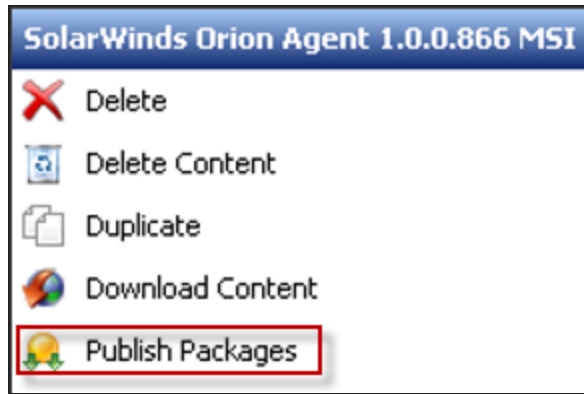 SolarWinds Orion Agent 1.0.0.866 MSI
Delete
Delete Content
Duplicate
Download Content
Publish Packages